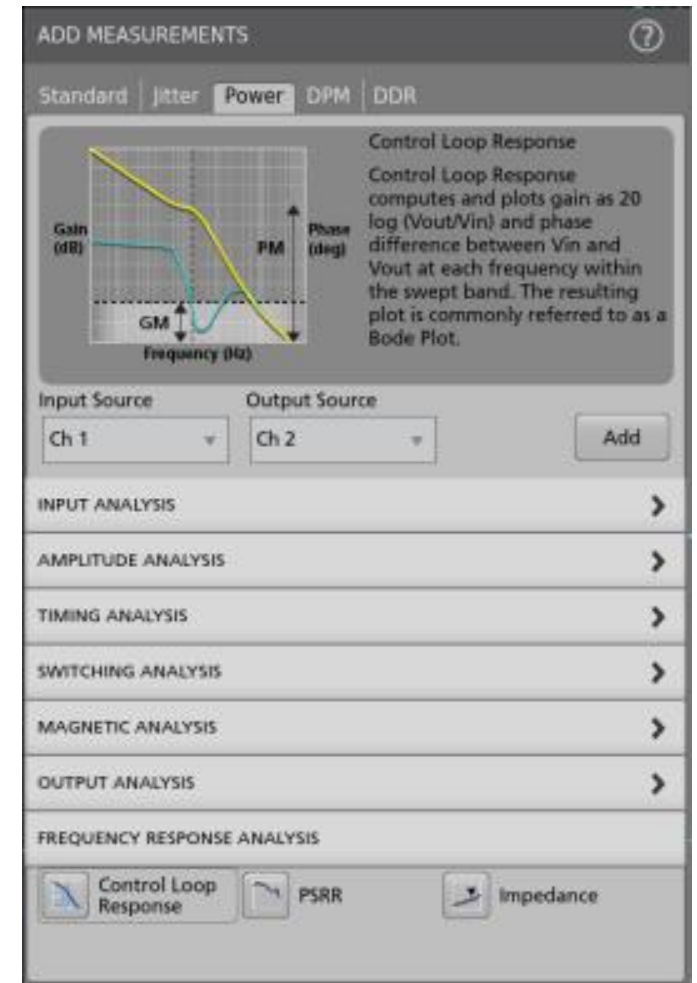 ADD MEASUREMENTS
?
Standard
Jitter
Power
DPM
DDR
Control Loop Response
Control Loop Response
computes and plots gain as 20
log (Vout/Vin) and phase
difference between Vin and
Vout at each frequency within
the swept band. The resulting
plot is commonly referred to as a
Bode Plot.
Gain
(dB)
PM
Phase
(deg)
GM
Frequency (Hz)
Input Source
Output Source
Ch 1
Ch 2
Add
INPUT ANALYSIS
AMPLITUDE ANALYSIS
TIMING ANALYSIS
SWITCHING ANALYSIS
MAGNETIC ANALYSIS
OUTPUT ANALYSIS
FREQUENCY RESPONSE ANALYSIS
Control Loop
Response
PSRR
Impedance